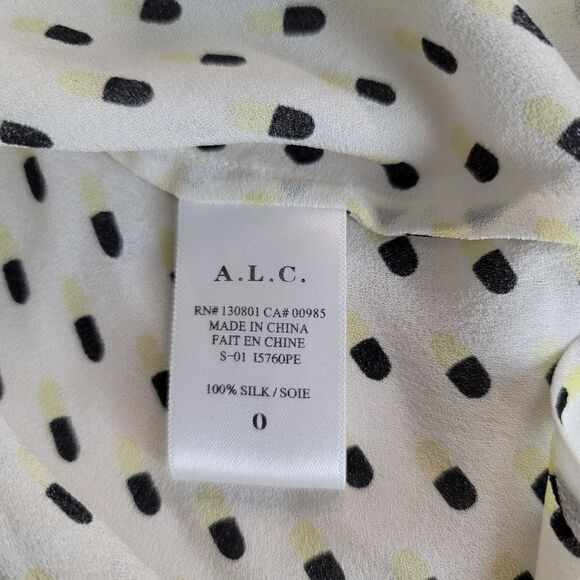 A.L.C.
RN# 130801 CA# 00985
MADE IN CHINA
FAIT EN CHINE
S-01 I5760PE
100% SILK / SOIE
0